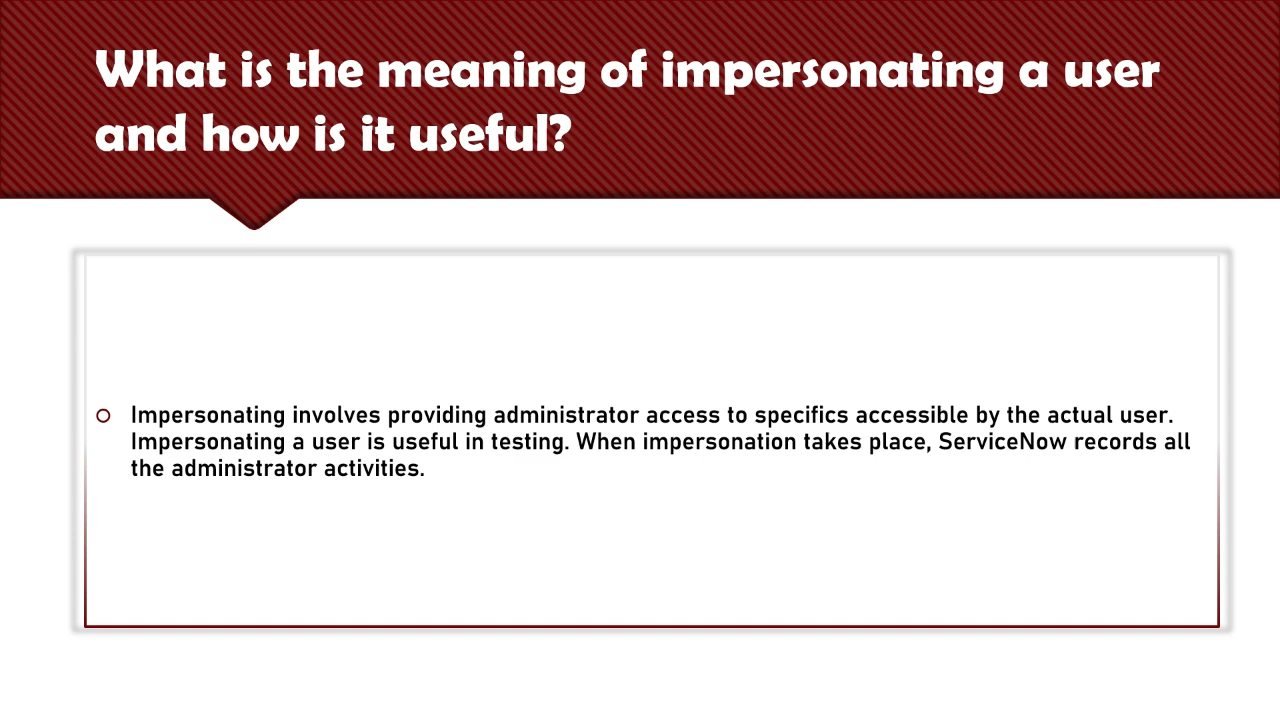 What is the meaning of impersonating a user
and how is it useful?
Impersonating involves providing administrator access to specifics accessible by the actual user.
Impersonating a user is useful in testing. When impersonation takes place, ServiceNow records all
the administrator activities.